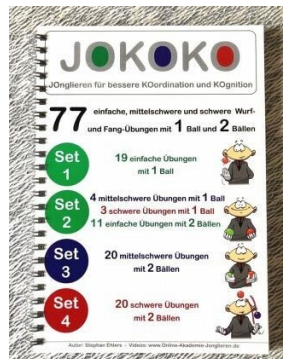 JOKOKO
JOnglieren für bessere KOordination und KOgnition
77 einfache, mittelschwere und schwere Wurf-
und Fang-Übungen mit 1 Ball und 2 Bällen
Set
1
19 einfache Übungen
mit 1 Ball
Set
2
4 mittelschwere Übungen mit 1 Ball
3 schwere Übungen mit 1 Ball
11 einfache Übungen mit 2 Bällen
Set
3
20 mittelschwere Übungen
mit 2 Bällen
Set
4
20 schwere Übungen
mit 2 Bällen
Autor: Stephan Ehlers - Videos: www.Online-Akademie-Jonglieren.de